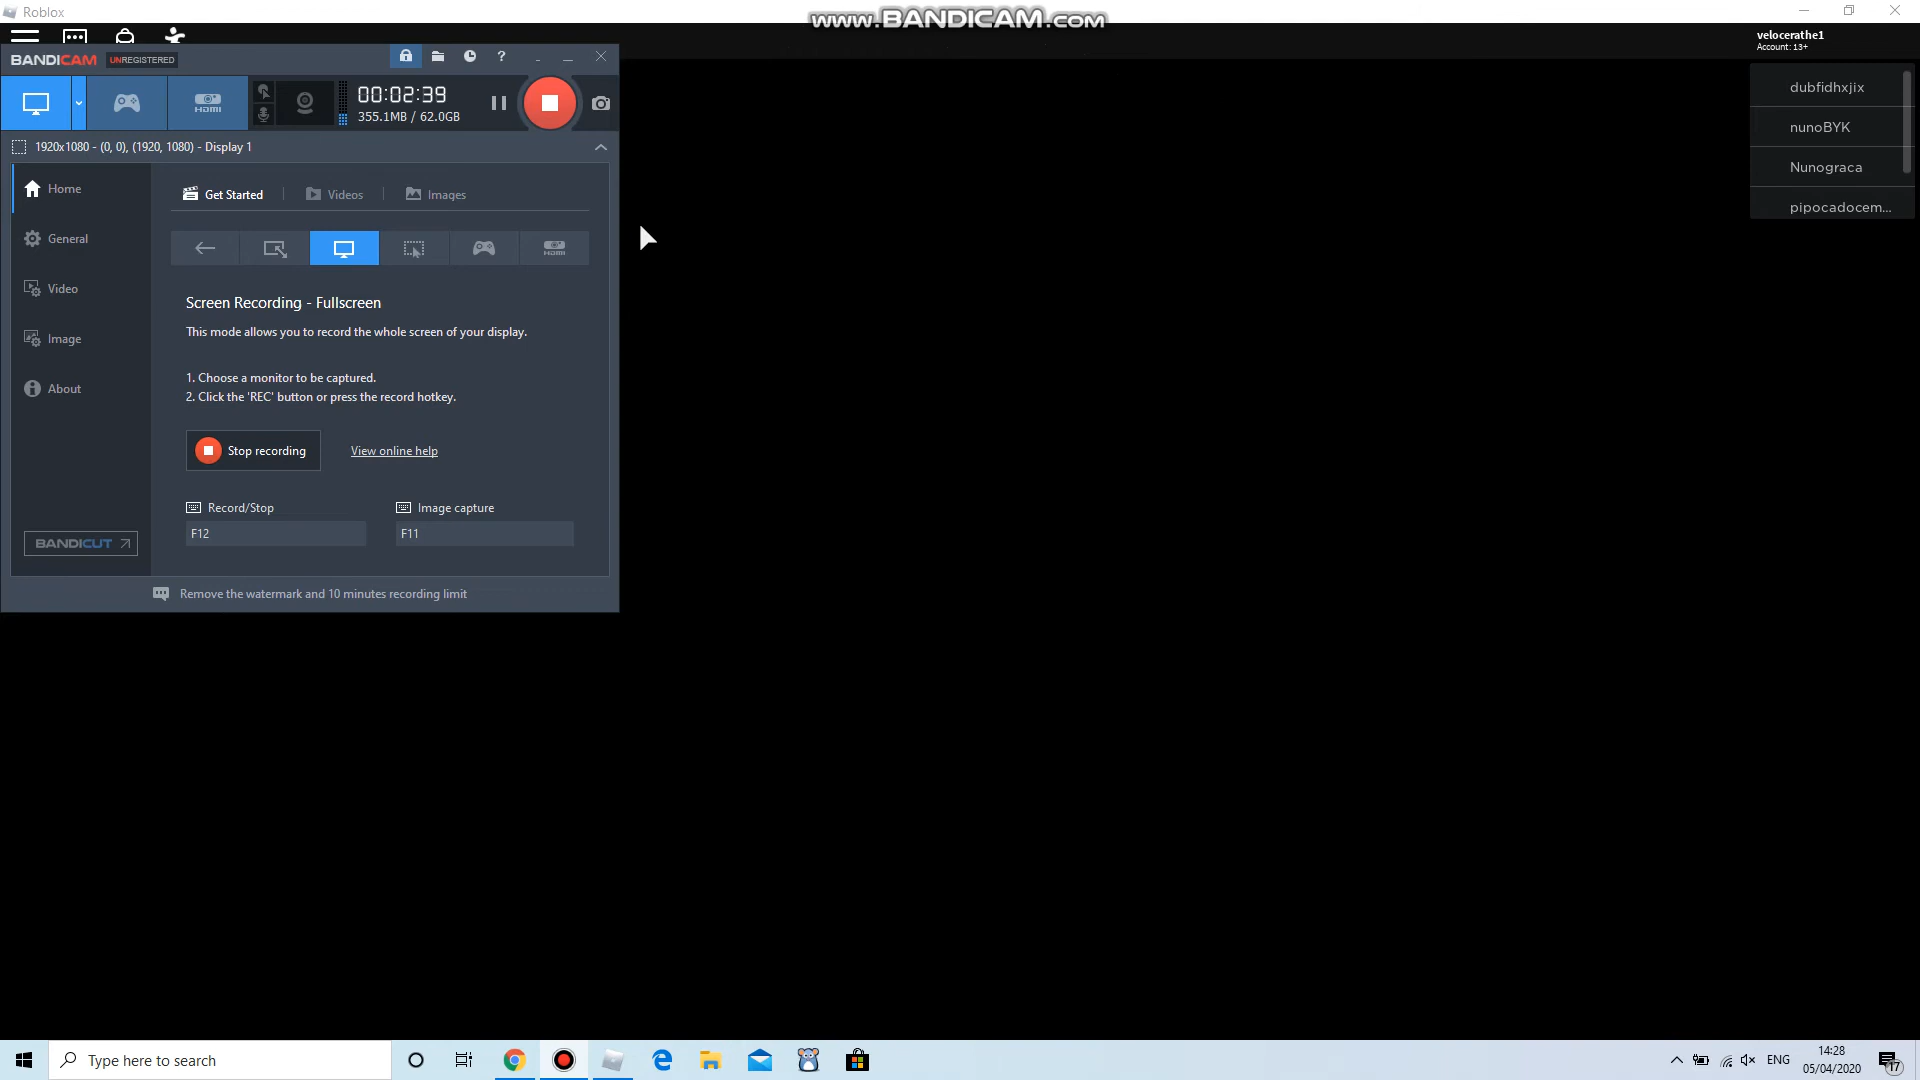 Roblox
www.BANDICAM.com
velocerathe1
Account: 13+
BANDICAM UNREGISTERED
?
HDMI
00:02:39
355.1MB / 62.0GB
1920x1080 - (0, 0), (1920, 1080) - Display 1
dubfidhxjix
nunoBYK
Nunograca
pipocadocem...
Home
General
Video
Image
About
BANDICUT
Get Started
Videos
Images
HDMI
Screen Recording - Fullscreen
This mode allows you to record the whole screen of your display.
1. Choose a monitor to be captured.
2. Click the 'REC' button or press the record hotkey.
Stop recording
View online help
Record/Stop
Image capture
F12
F11
Remove the watermark and 10 minutes recording limit
Type here to search
ENG
14:28
05/04/2020
17